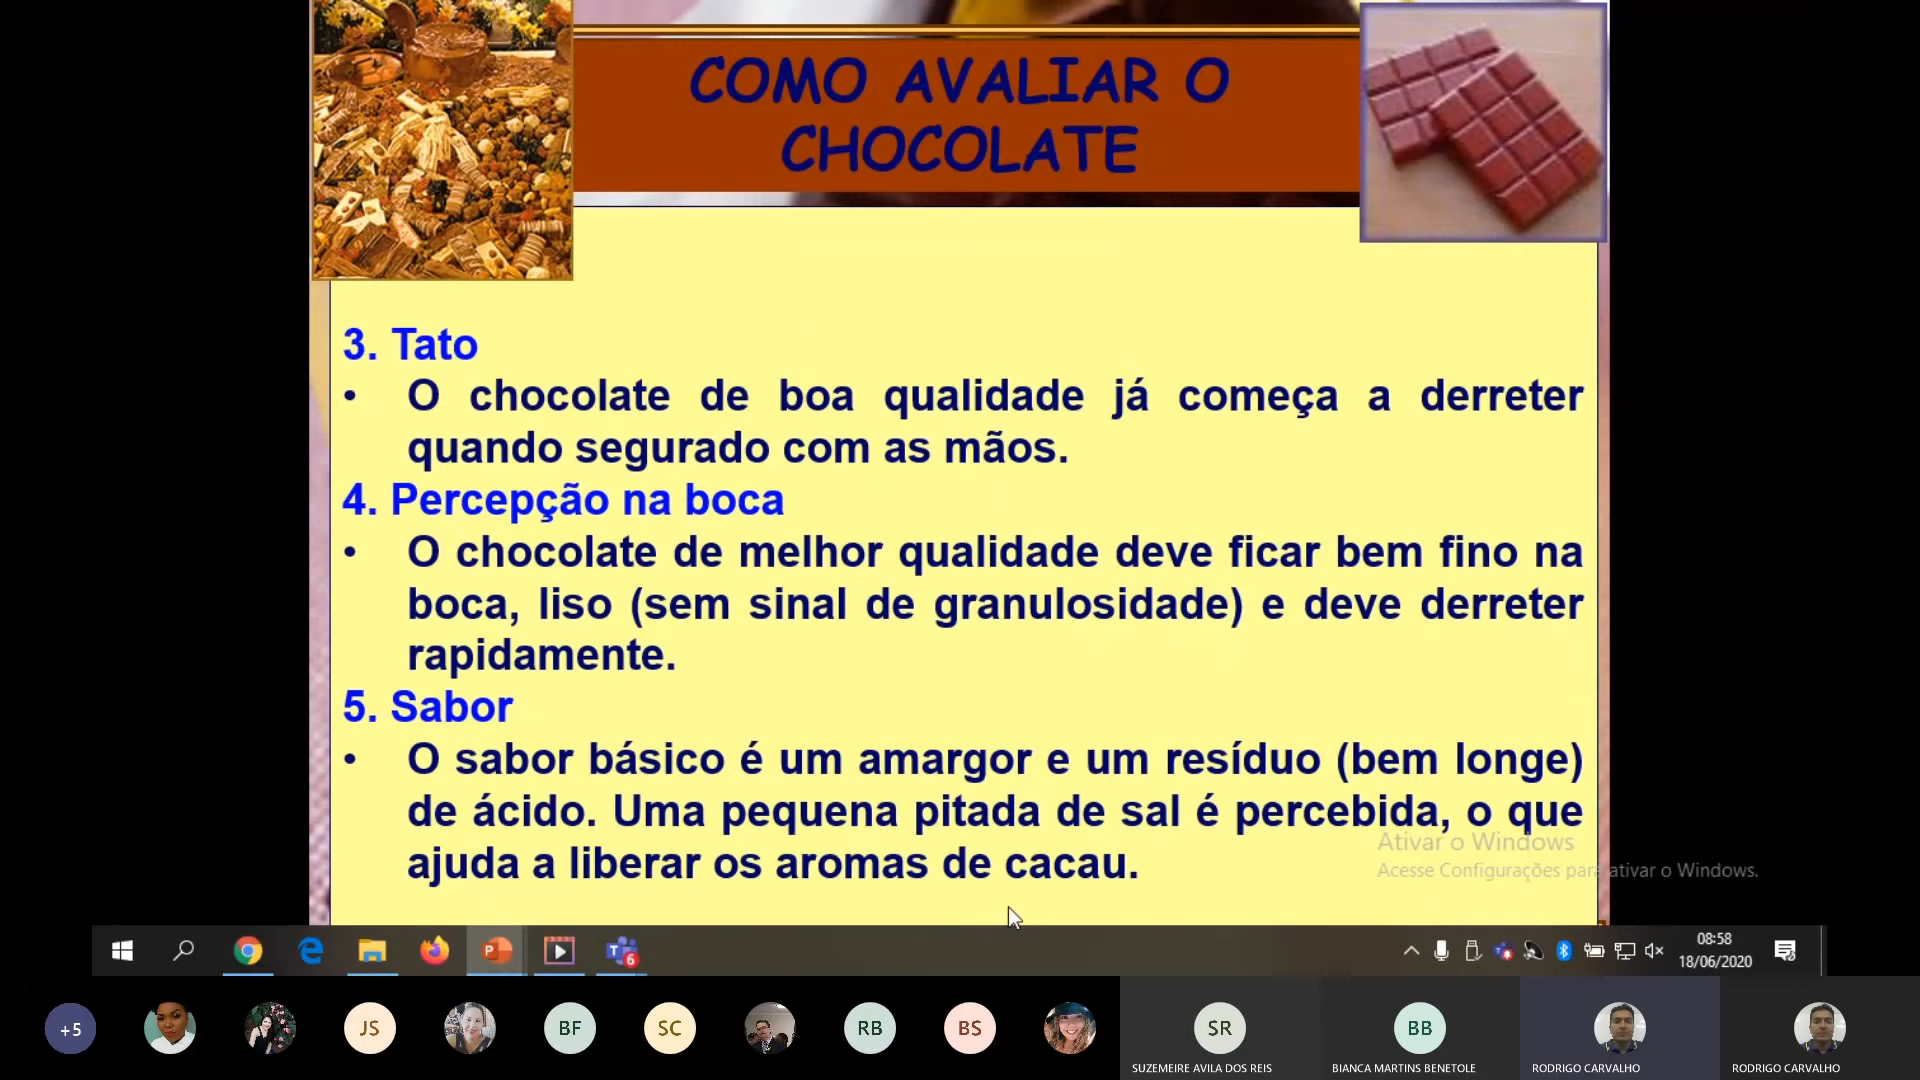 COMO AVALIAR O
CHOCOLATE
3. Tato
• O chocolate de boa qualidade já começa a derreter
quando segurado com as mãos.
4. Percepção na boca
• O chocolate de melhor qualidade deve ficar bem fino na
boca, liso (sem sinal de granulosidade) e deve derreter
rapidamente.
5. Sabor
• O sabor básico é um amargor e um resíduo (bem longe)
de ácido. Uma pequena pitada de sal é percebida, o que
ajuda a liberar os aromas de cacau.
Ativar o Windows
Acesse Configurações para ativar o Windows.
6
08:58
18/06/2020
+5
JS
BF
SC
RB
BS
SR
BB
SUZEMEIRE AVILA DOS REIS
BIANCA MARTINS BENETOLE
RODRIGO CARVALHO
RODRIGO CARVALHO